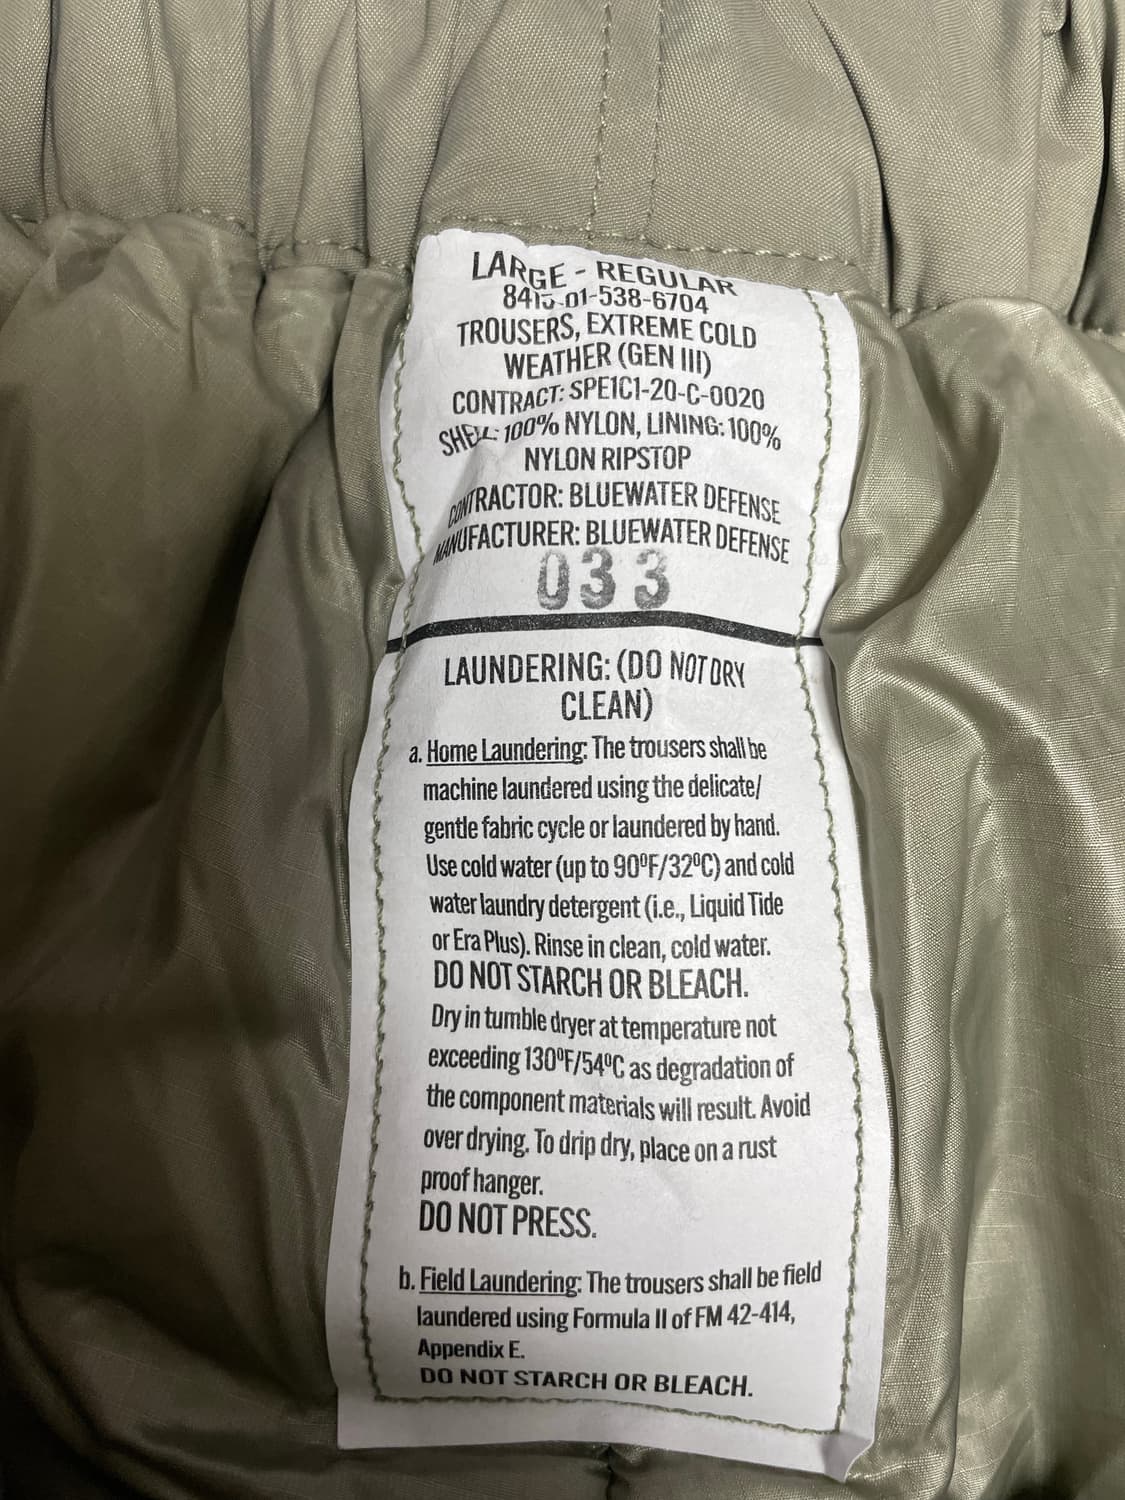 LARGE - REGULAR
8415-01-538-6704
TROUSERS, EXTREME COLD
WEATHER (GEN III)
CONTRACT: SPE1C1-20-C-0020
SHELL: 100% NYLON, LINING: 100%
NYLON RIPSTOP
CONTRACTOR: BLUEWATER DEFENSE
MANUFACTURER: BLUEWATER DEFENSE
033
LAUNDERING: (DO NOT DRY
CLEAN)
a. Home Laundering: The trousers shall be
machine laundered using the delicate/
gentle fabric cycle or laundered by hand.
Use cold water (up to 90ºF/32ºC) and cold
water laundry detergent (i.e., Liquid Tide
or Era Plus). Rinse in clean, cold water.
DO NOT STARCH OR BLEACH.
Dry in tumble dryer at temperature not
exceeding 130ºF/54ºC as degradation of
the component materials will result. Avoid
over drying. To drip dry, place on a rust
proof hanger.
DO NOT PRESS.
b. Field Laundering: The trousers shall be field
laundered using Formula II of FM 42-414,
Appendix E.
DO NOT STARCH OR BLEACH.